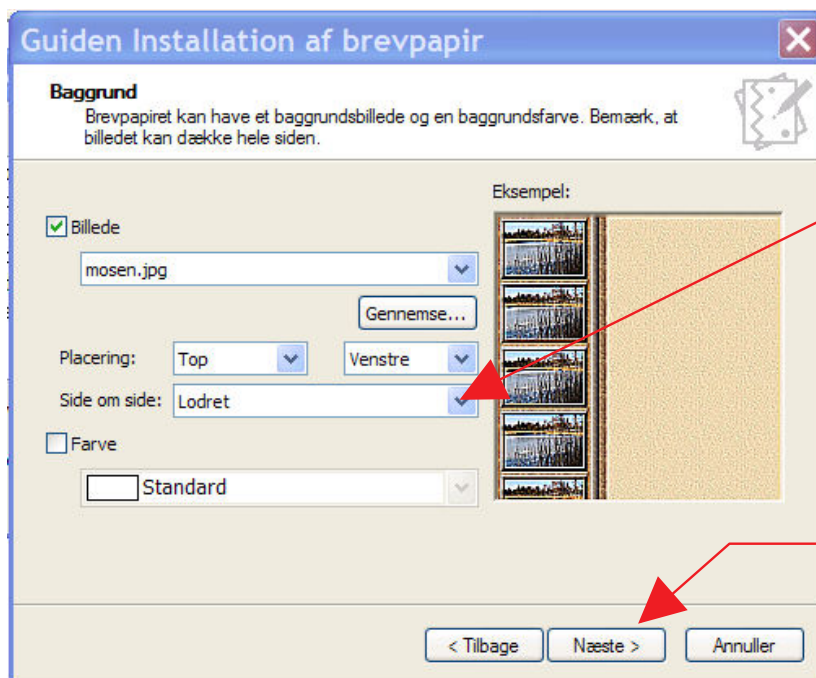 Guiden Installation af brevpapir
Baggrund
Brevpapiret kan have et baggrundsbillede og en baggrundsfarve. Bemærk, at
billedet kan dække hele siden.
Eksempel:
Billede
mosen.jpg
Gennemse...
Placering: Top Venstre
Side om side: Lodret
Farve
Standard
< Tilbage Næste > Annuller